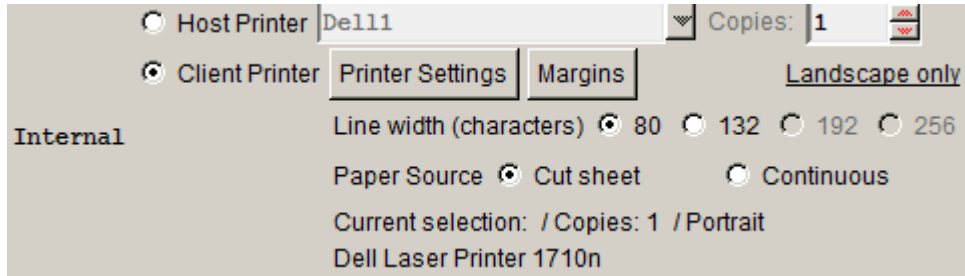 Host Printer Dell1 Copies: 1
Client Printer Printer Settings Margins Landscape only
Internal Line width (characters) 80 132 192 256
Paper Source Cut sheet Continuous
Current selection: / Copies: 1 / Portrait
Dell Laser Printer 1710n